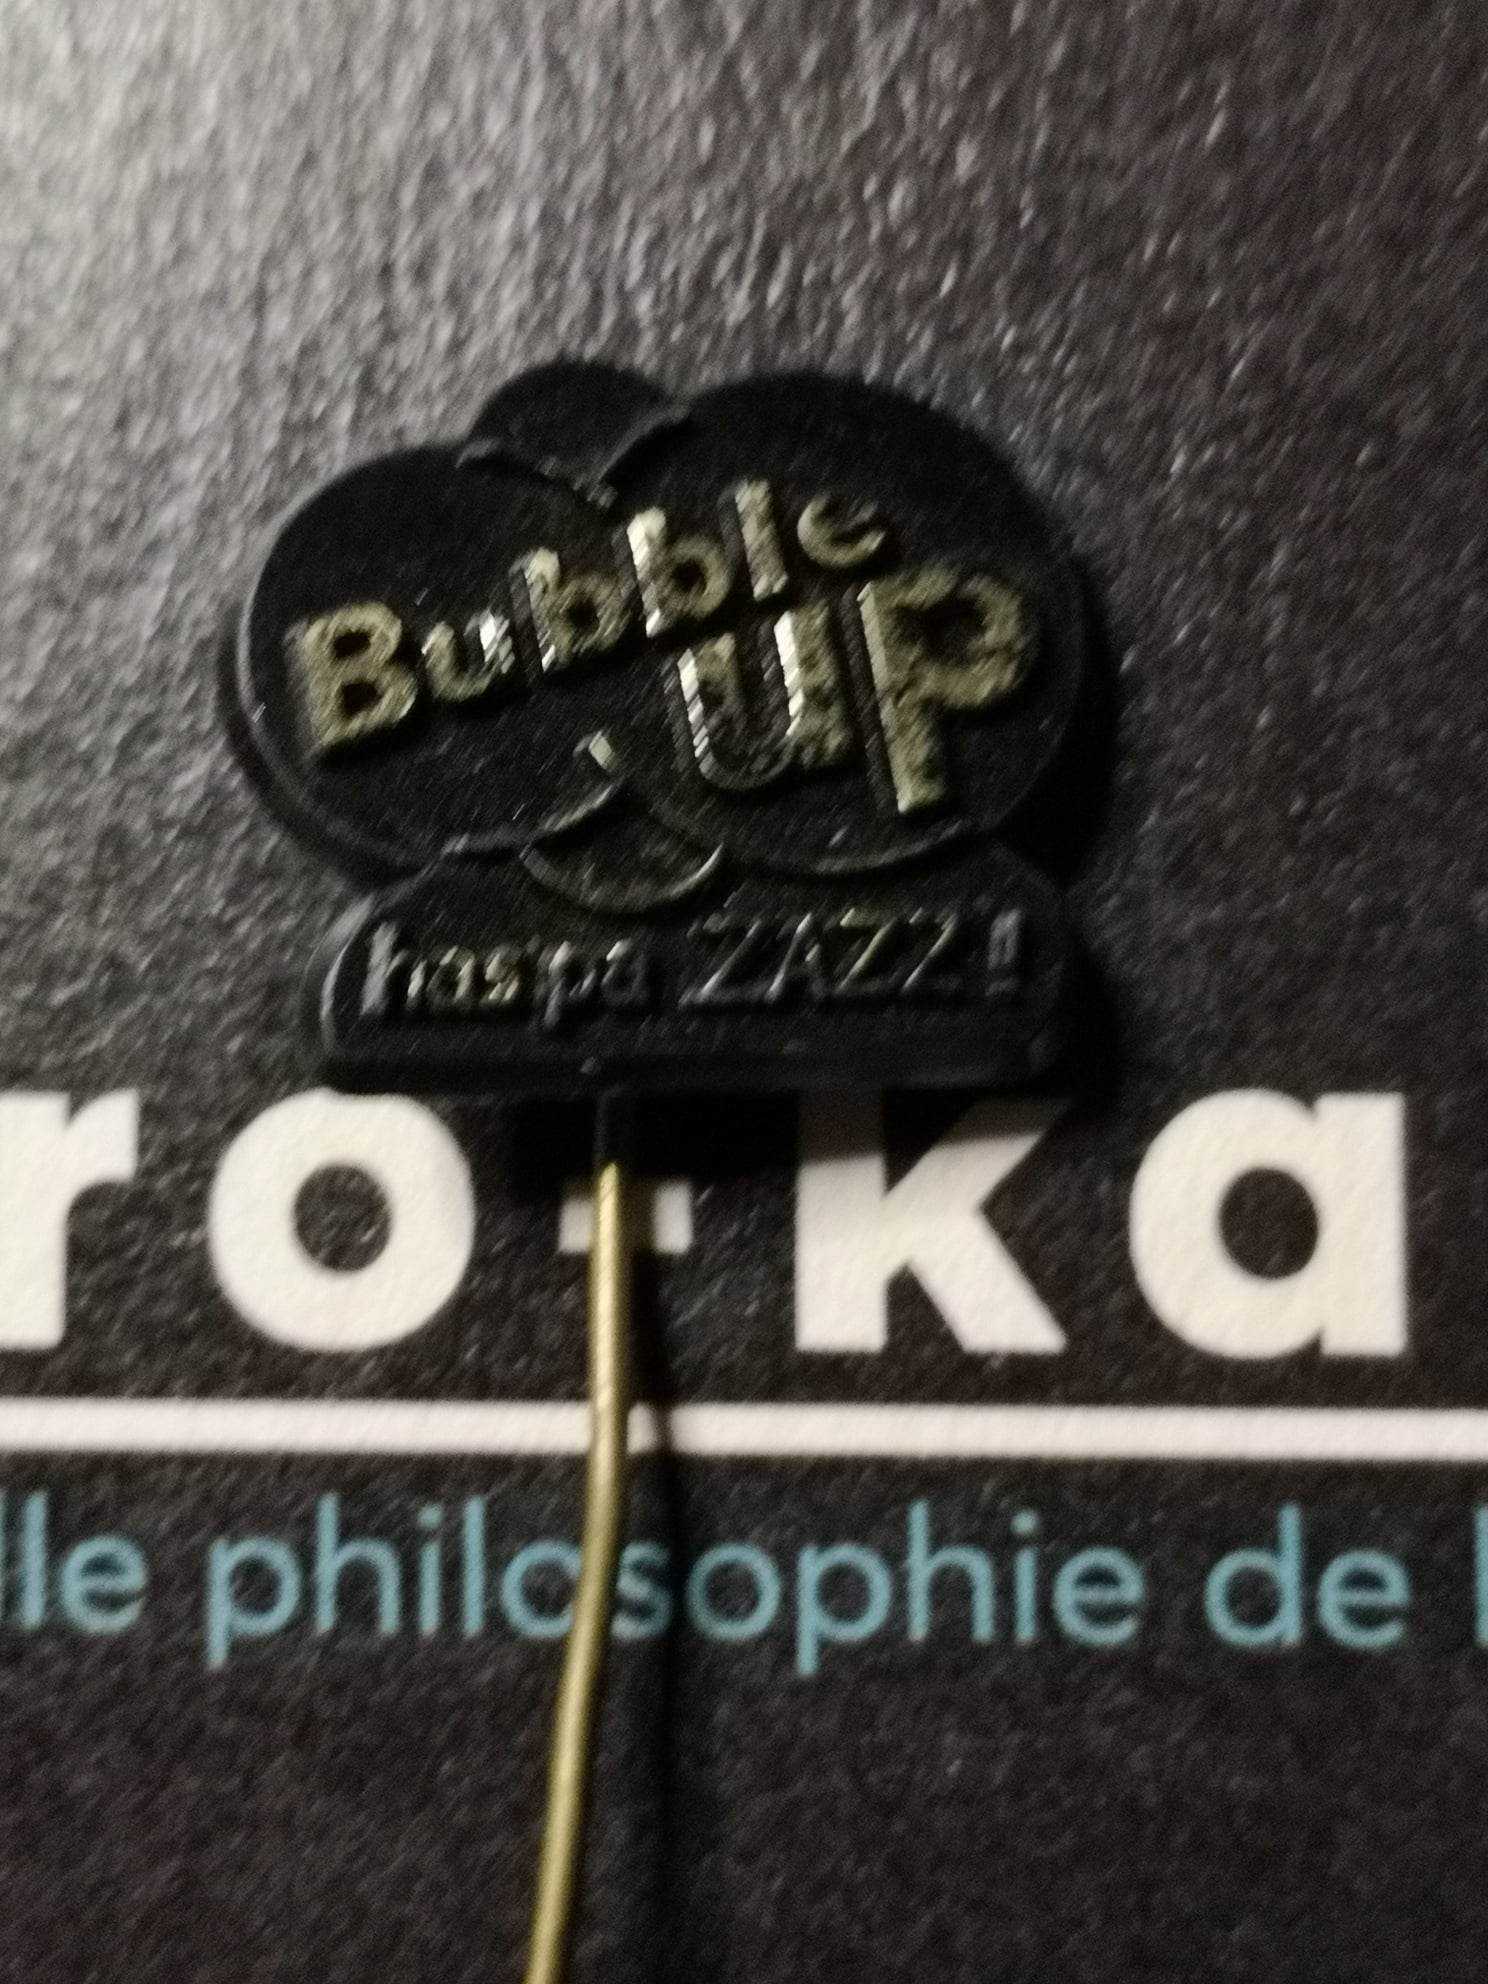 Bubble
up
has pa ZAZZ!
ro-ka
lle philosophie de l